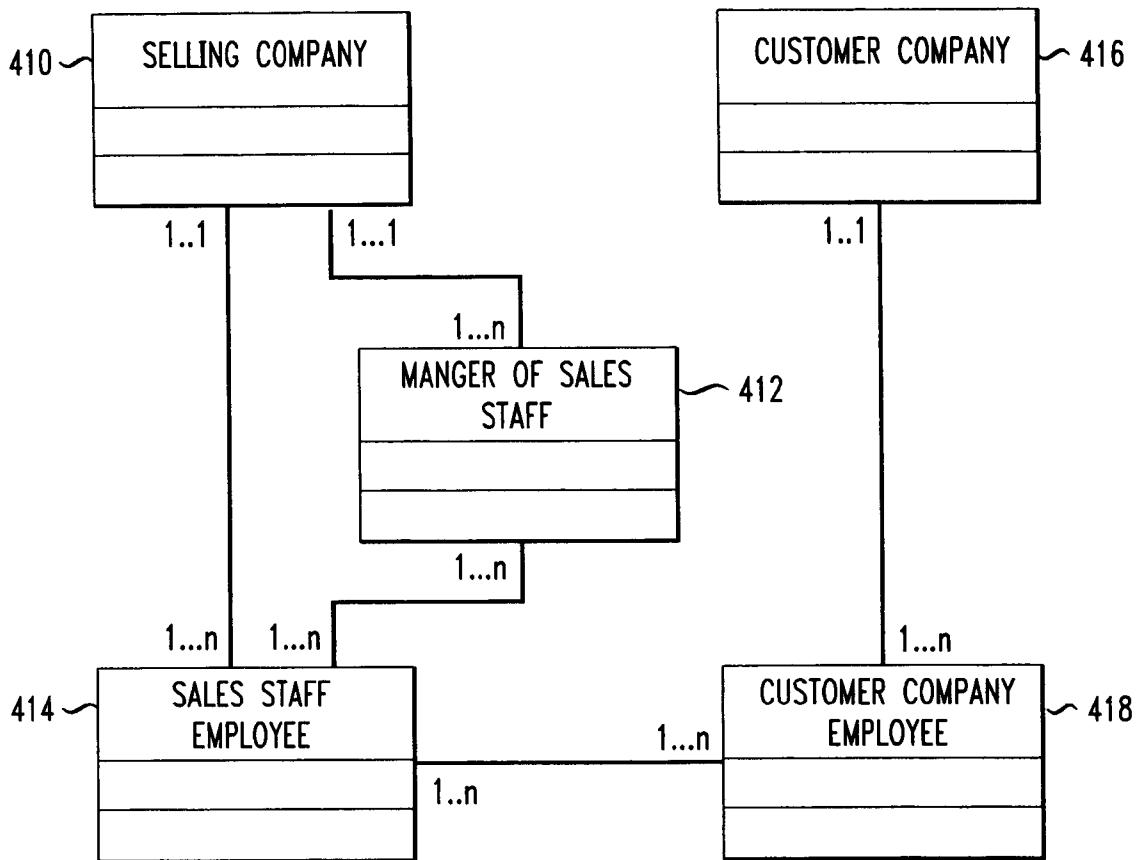 410
SELLING COMPANY
CUSTOMER COMPANY
416
1..1
1...1
1..1
1...n
MANGER OF SALES
STAFF
412
1...n
1...n
1...n
1...n
414
SALES STAFF
EMPLOYEE
CUSTOMER COMPANY
EMPLOYEE
418
1...n
1..n